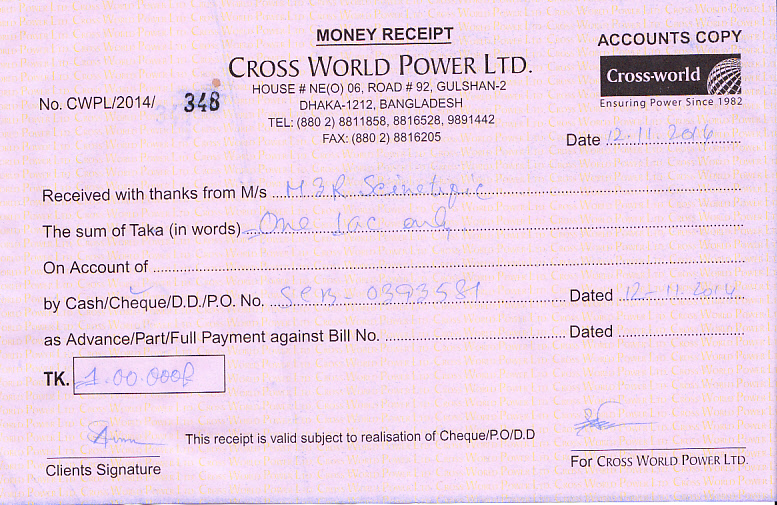 MONEY RECEIPT
ACCOUNTS COPY
CROSS WORLD POWER LTD.
Cross-world
Ensuring Power Since 1982
HOUSE # NE(O) 06, ROAD # 92, GULSHAN-2
DHAKA-1212, BANGLADESH
TEL: (880 2) 8811858, 8816528, 9891442
FAX: (880 2) 8816205
No. CWPL/2014/ 348
Date 12.11.2016
Received with thanks from M/s M3R Scinetific
The sum of Taka (in words) One Lac only
On Account of
by Cash/Cheque/D.D./P.O. No. SCB-0393581 Dated 12-11.2016
as Advance/Part/Full Payment against Bill No. Dated
TK. 1.00.000/
This receipt is valid subject to realisation of Cheque/P.O/D.D
Clients Signature
For CROSS WORLD POWER LTD.